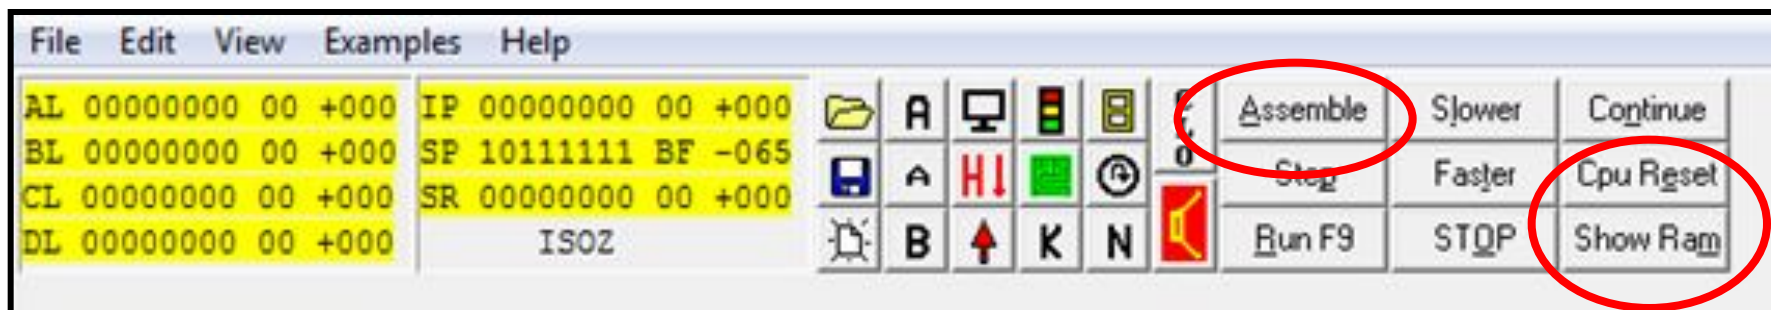 File Edit View Examples Help
AL 00000000 00 +000 IP 00000000 00 +000
BL 00000000 00 +000 SP 10111111 BF -065
CL 00000000 00 +000 SR 00000000 00 +000
DL 00000000 00 +000 ISOZ
A
A
H
B K N
O
Assemble Slower Continue
Step Faster Cpu Reset
Run F9 STOP Show Ram